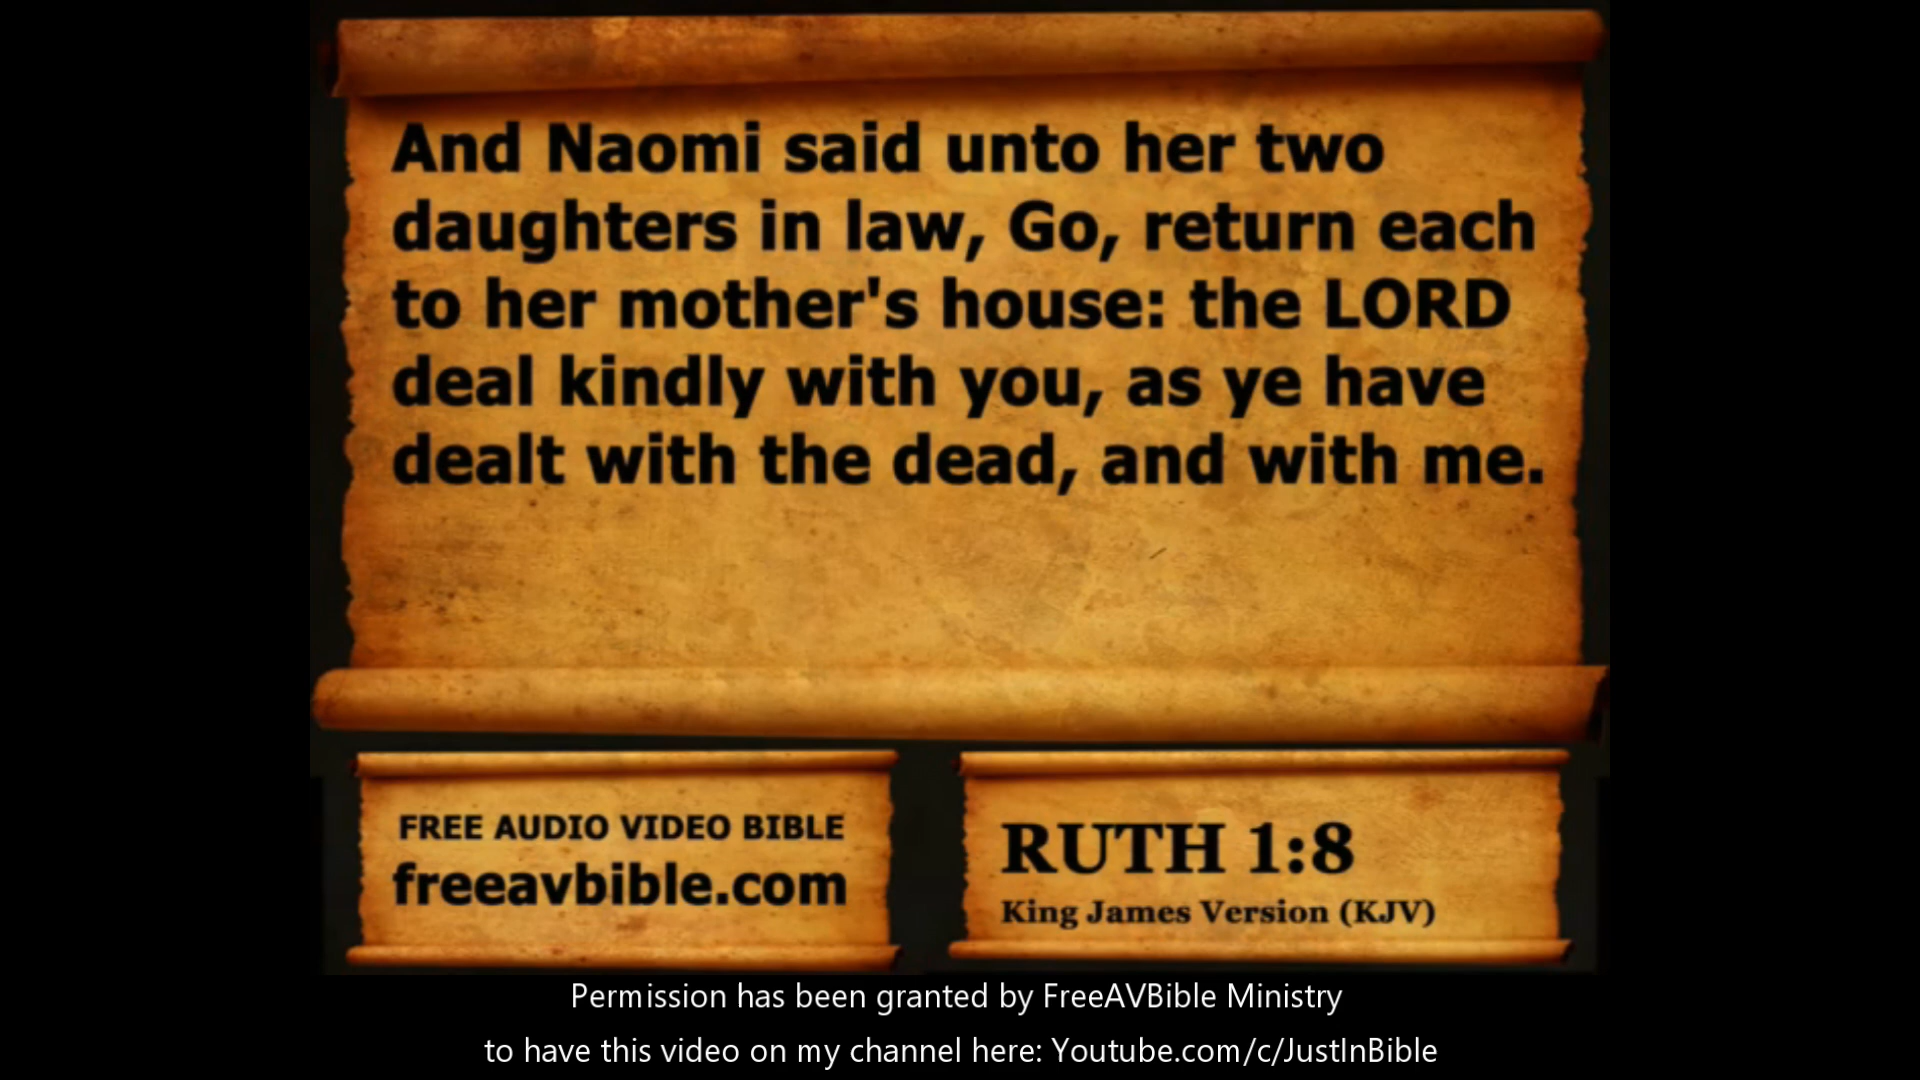 And Naomi said unto her two
daughters in law, Go, return each
to her mother's house: the LORD
deal kindly with you, as ye have
dealt with the dead, and with me.
FREE AUDIO VIDEO BIBLE
freeavbible.com
RUTH 1:8
King James Version (KJV)
Permission has been granted by FreeAVBible Ministry
to have this video on my channel here: Youtube.com/c/JustInBible